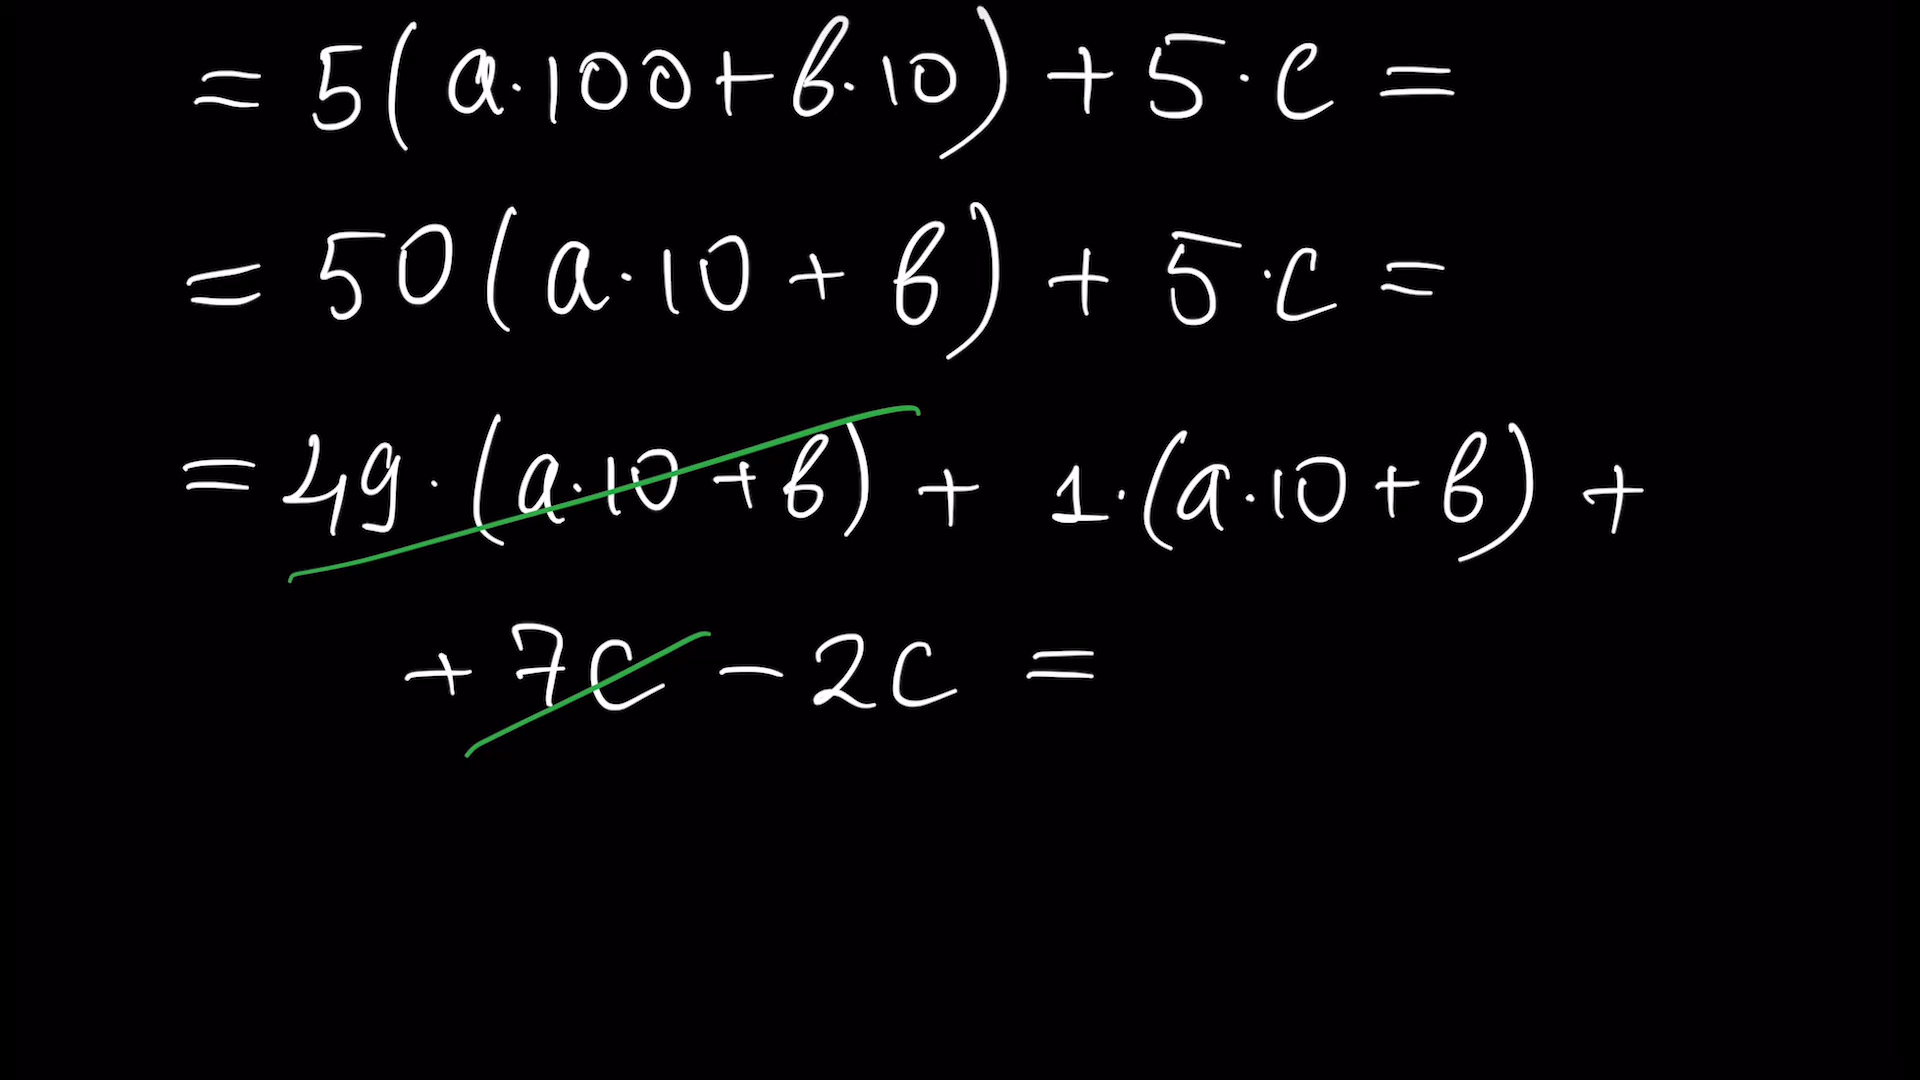 = 5(a·100+b·10) + 5·c =
= 50(a·10 + b) + 5·c =
= 49·(a·10+b) + 1·(a·10+b) +
+ 7c - 2c =